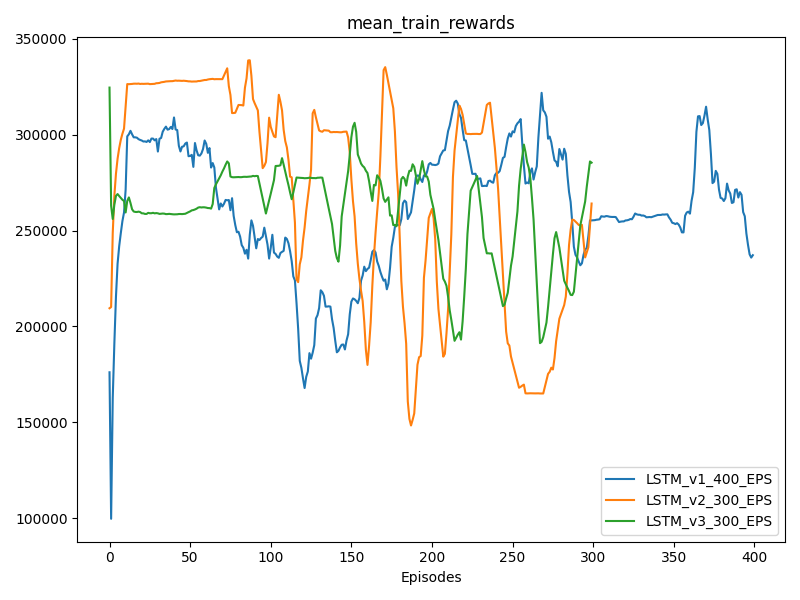 mean_train_rewards
350000
300000
250000
200000
150000
100000
0 50 100 150 200 250 300 350 400
Episodes
LSTM_v1_400_EPS
LSTM_v2_300_EPS
LSTM_v3_300_EPS